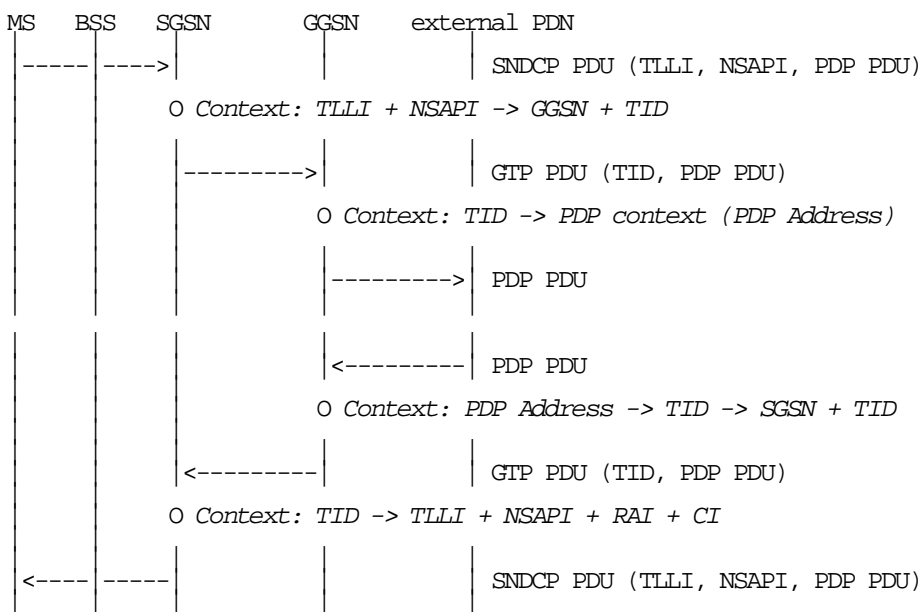 MS BSS SGSN GGSN external PDN
SNDCP PDU (TLLI, NSAPI, PDP PDU)
O Context: TLLI + NSAPI -> GGSN + TID
GTP PDU (TID, PDP PDU)
O Context: TID -> PDP context (PDP Address)
PDP PDU
PDP PDU
O Context: PDP Address -> TID -> SGSN + TID
GTP PDU (TID, PDP PDU)
O Context: TID -> TLLI + NSAPI + RAI + CI
SNDCP PDU (TLLI, NSAPI, PDP PDU)